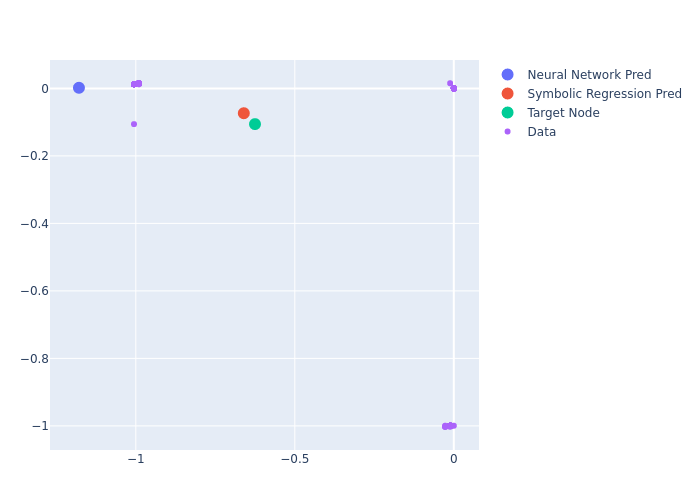 Neural Network Pred
Symbolic Regression Pred
Target Node
Data
0
−0.2
−0.4
−0.6
−0.8
−1
−1
−0.5
0